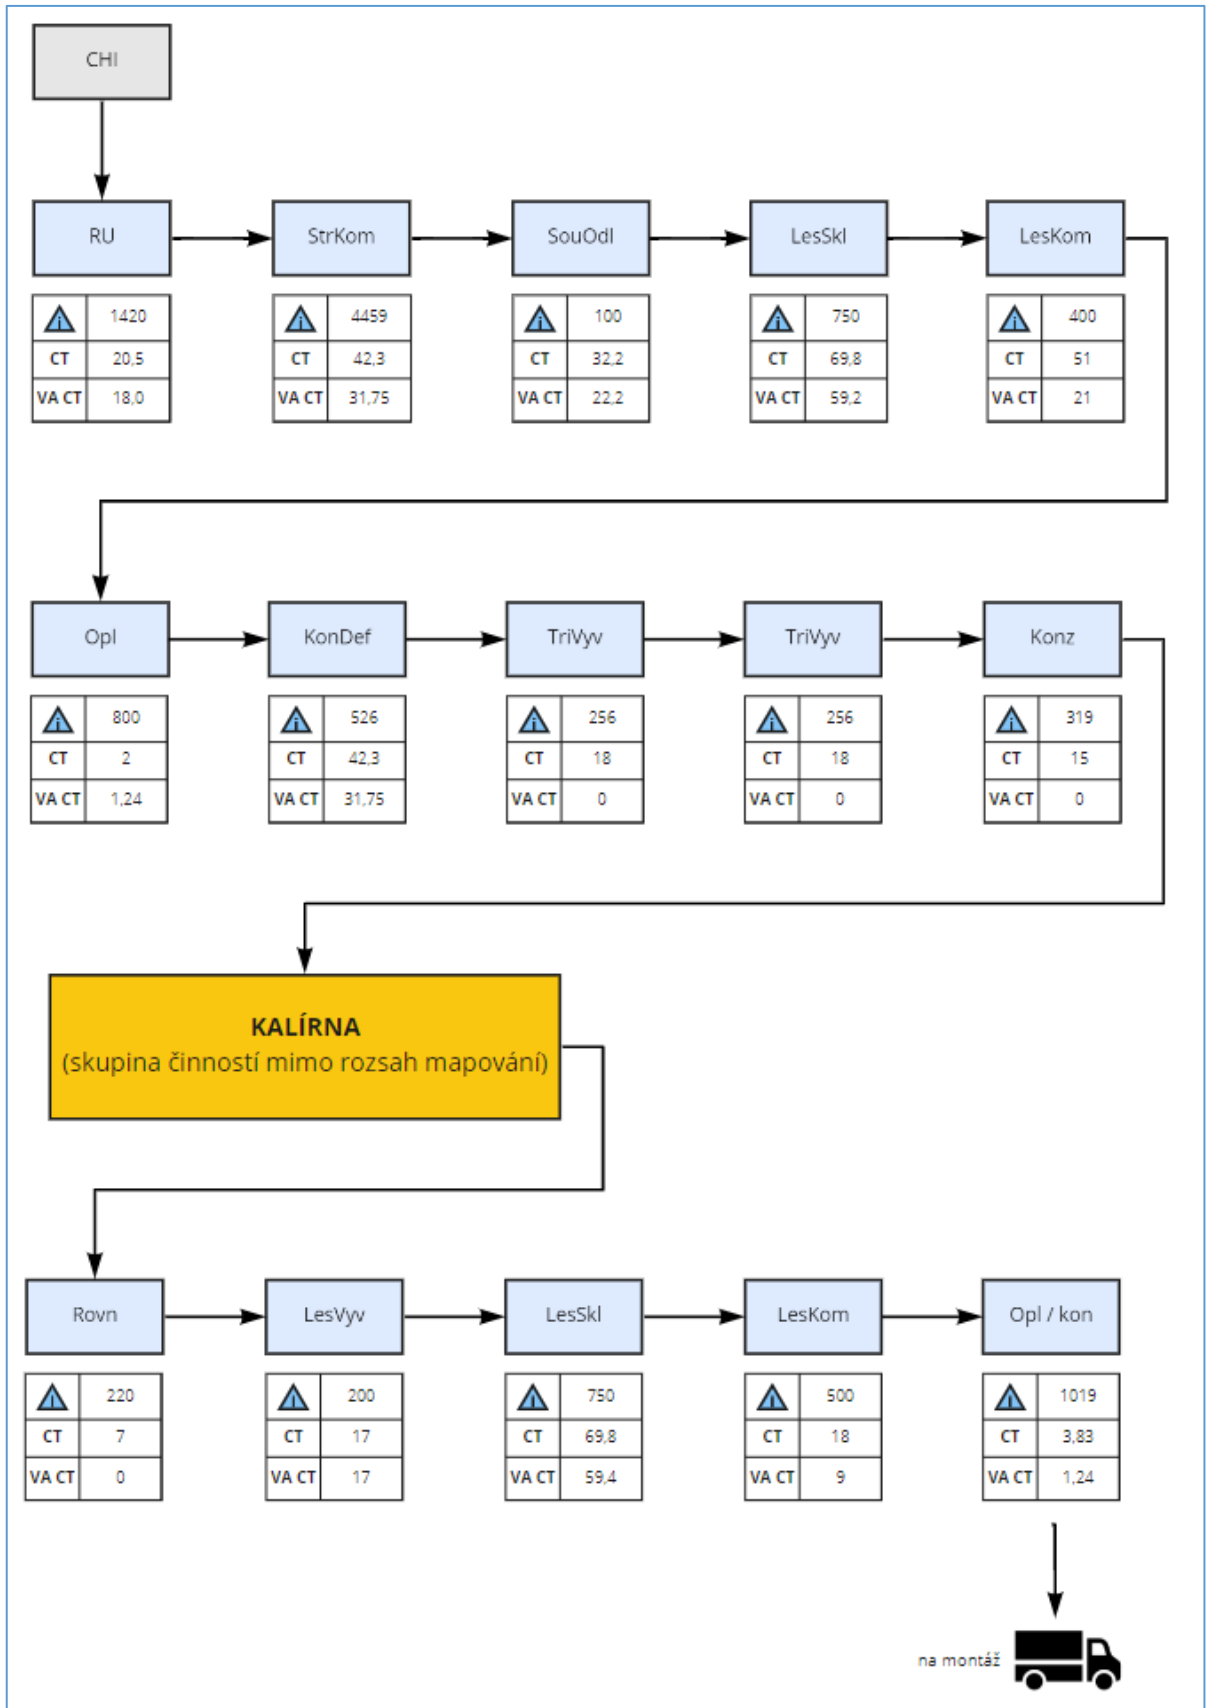 CHI
RU
StrKom
SouOdl
LesSkl
LesKom
1420
4459
100
750
400
CT 20,5
CT 42,3
CT 32,2
CT 69,8
CT 51
VA CT 18,0
VA CT 31,75
VA CT 22,2
VA CT 59,2
VA CT 21
Opl
KonDef
TriVyv
TriVyv
Konz
800
526
256
256
319
CT 2
CT 42,3
CT 18
CT 18
CT 15
VA CT 1,24
VA CT 31,75
VA CT 0
VA CT 0
VA CT 0
KALÍRNA
(skupina činností mimo rozsah mapování)
Rovn
LesVyv
LesSkl
LesKom
Opl / kon
220
200
750
500
1019
CT 7
CT 17
CT 69,8
CT 18
CT 3,83
VA CT 0
VA CT 17
VA CT 59,4
VA CT 9
VA CT 1,24
na montáž